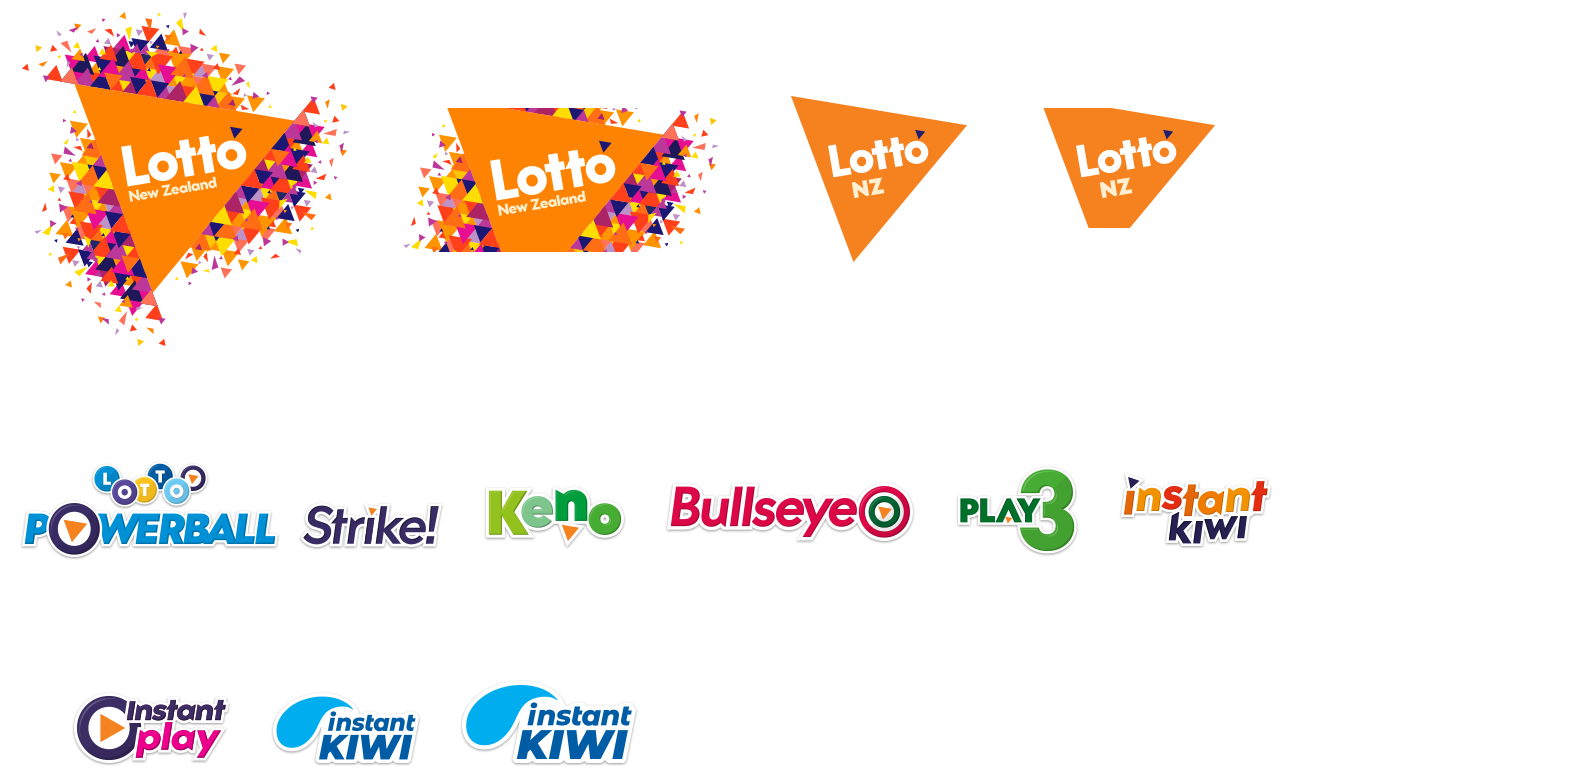 Lotto
New Zealand
Lotto
New Zealand
Lotto
NZ
Lotto
NZ
LOTTO
POWERBALL
Strike!
Keno
Bullseye
PLAY3
instant
kiwi
Instant
play
instant
KIWI
instant
KIWI